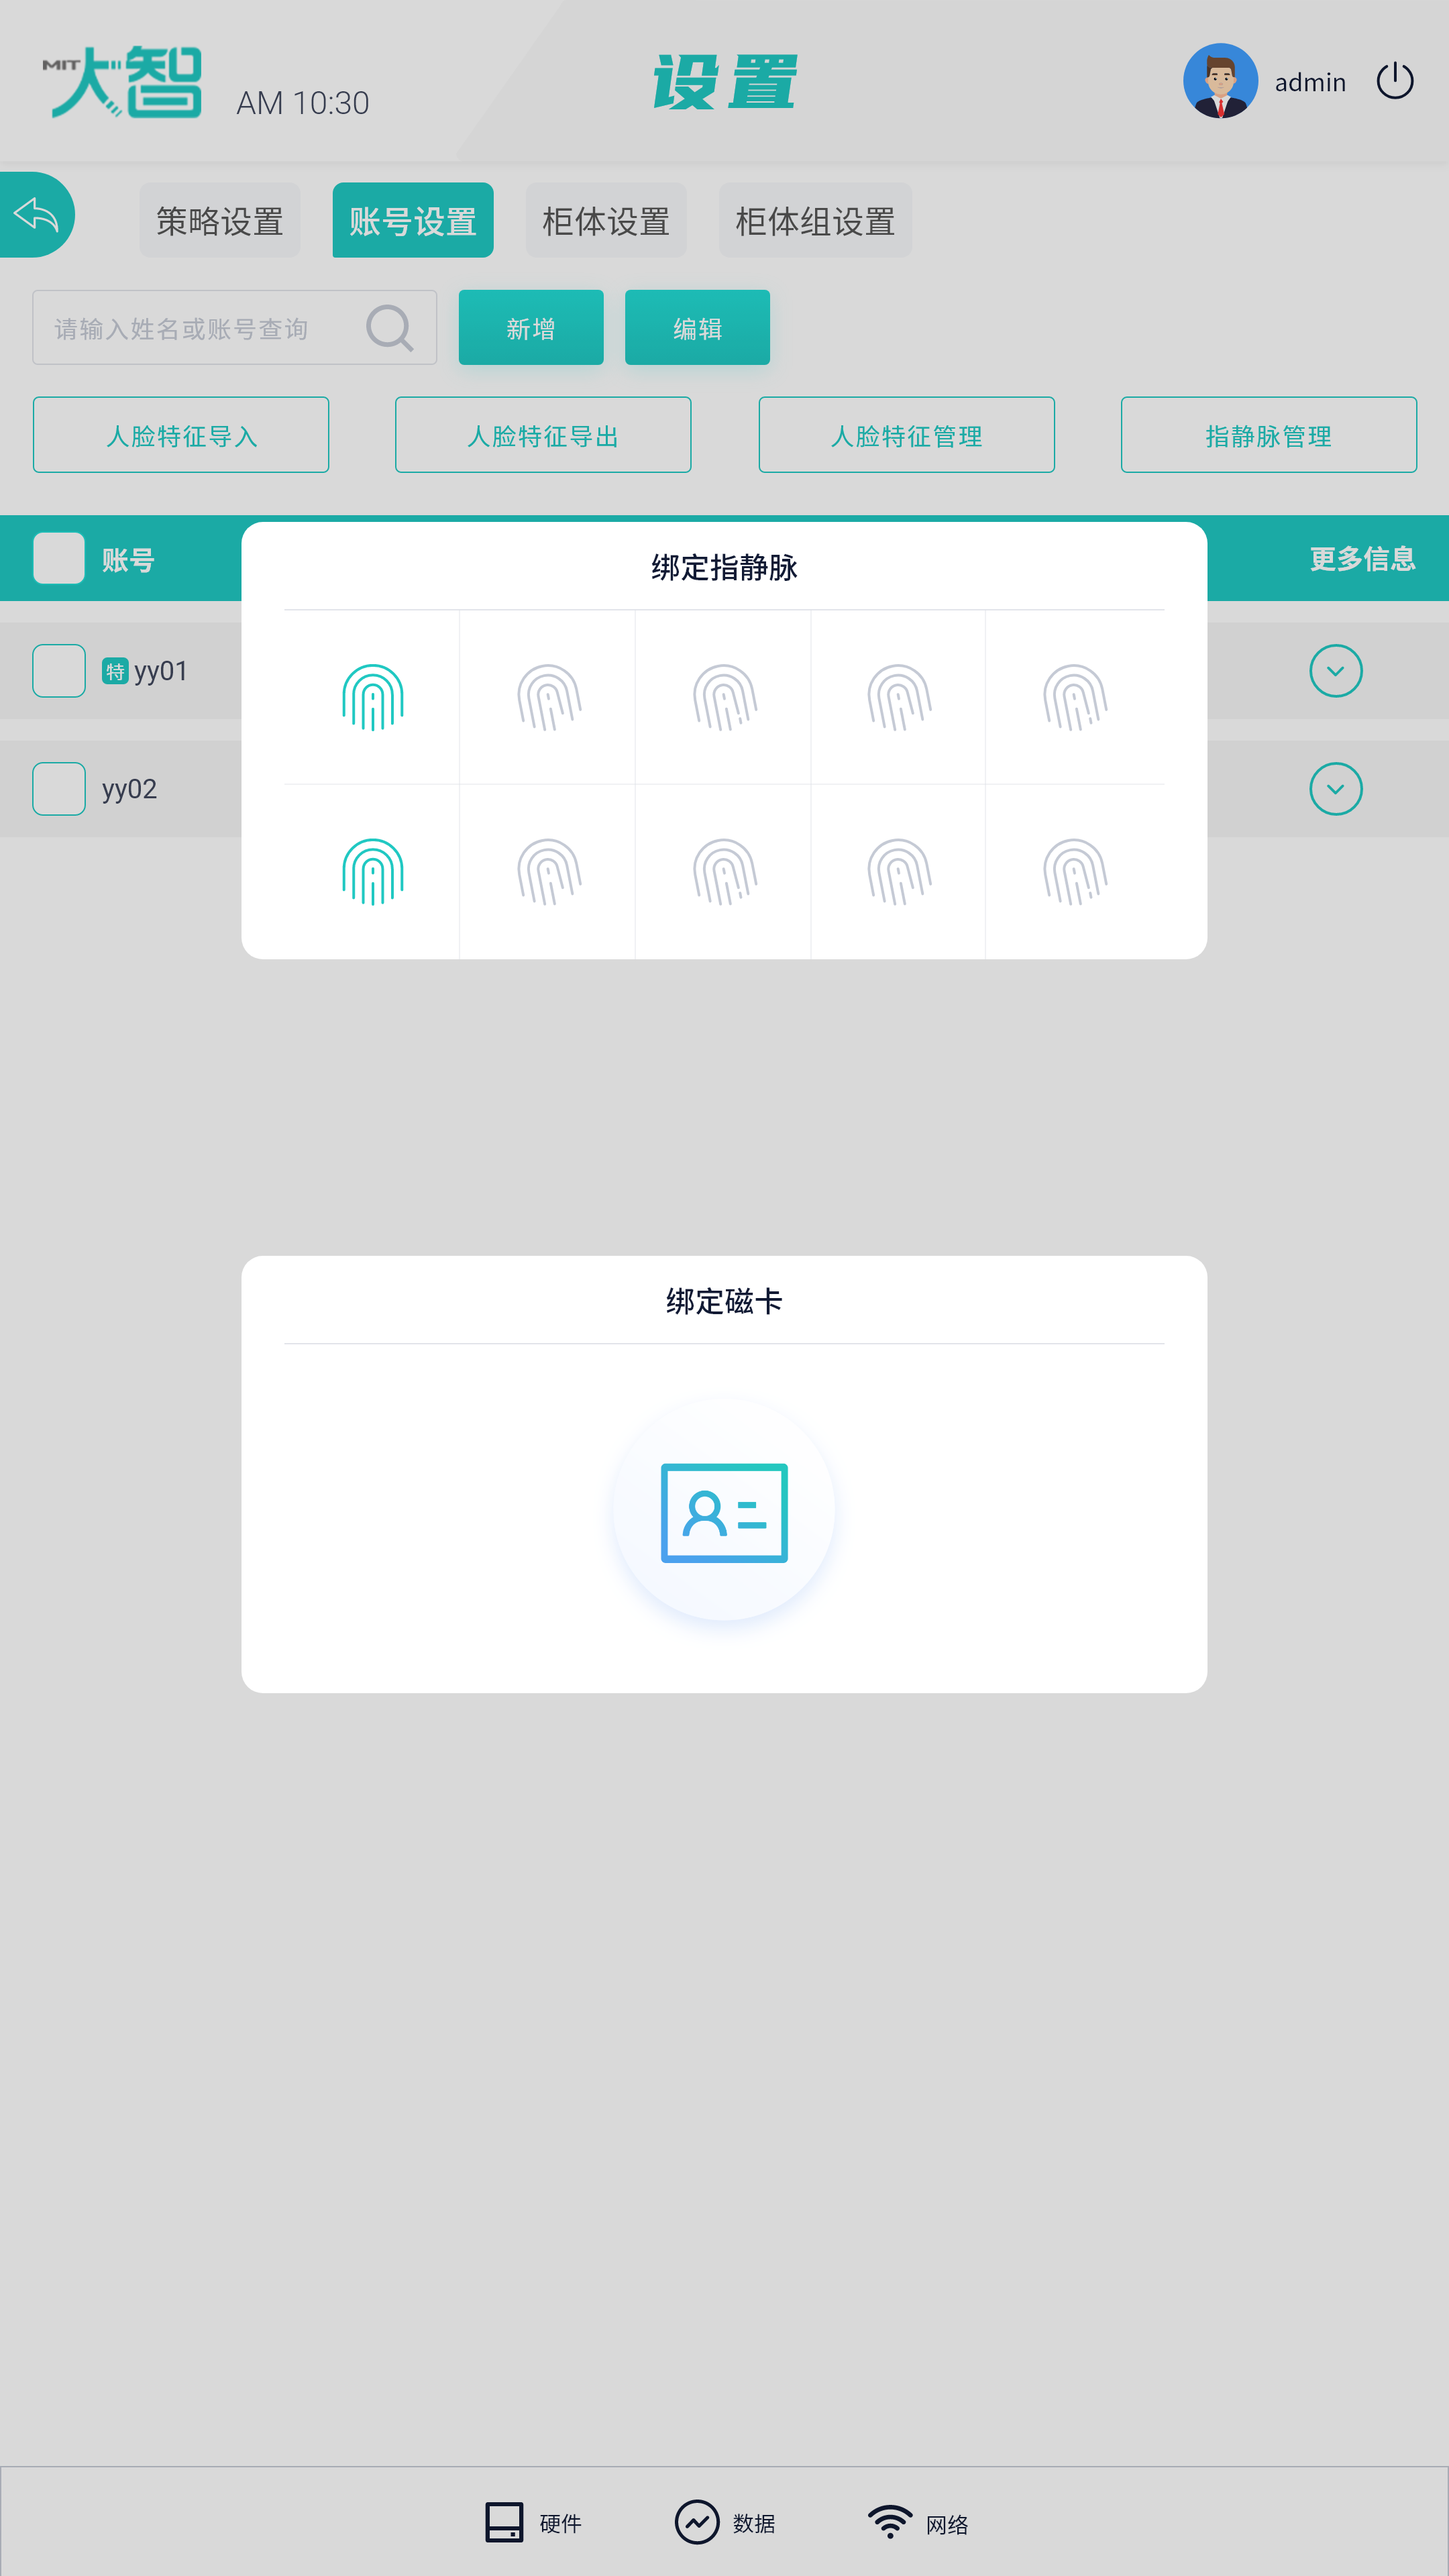 MIT大智
AM 10:30
设置
admin
策略设置 账号设置 柜体设置 柜体组设置
请输入姓名或账号查询 新增 编辑
人脸特征导入 人脸特征导出 人脸特征管理 指静脉管理
账号 更多信息
绑定指静脉
特 yy01
yy02
绑定磁卡
硬件 数据 网络